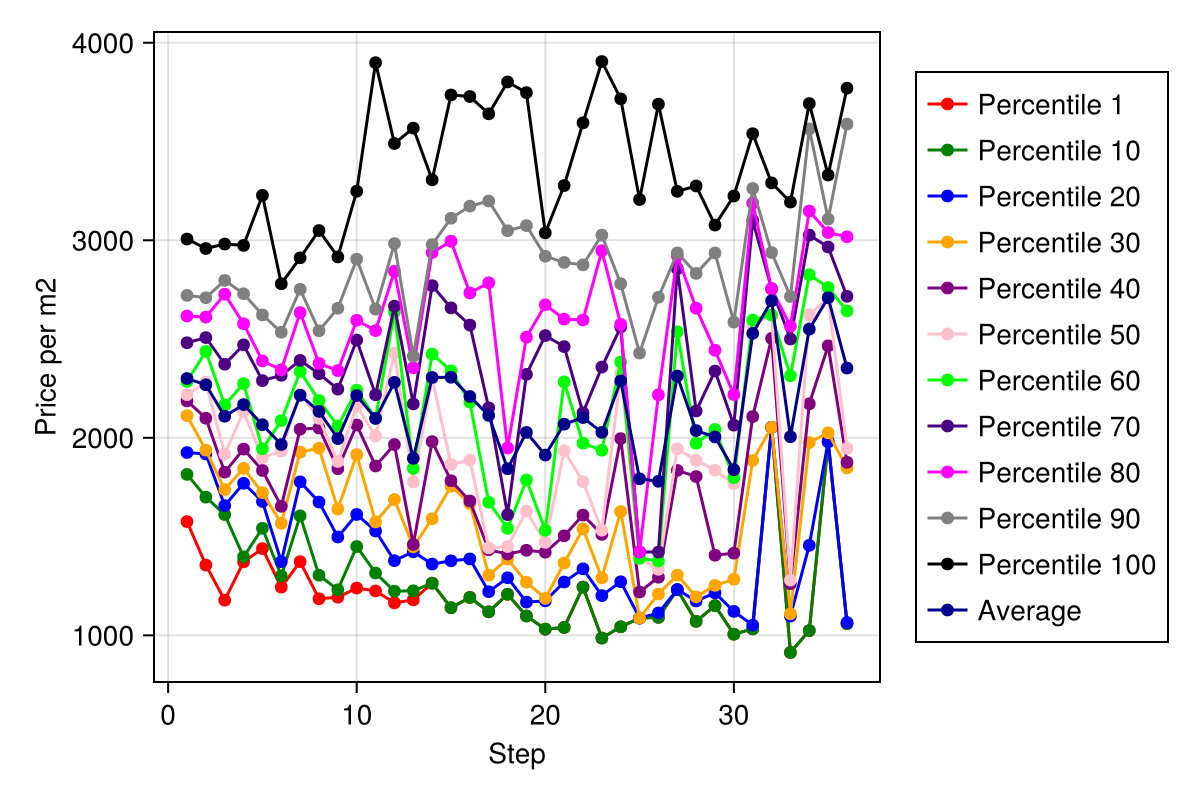 4000
3000
2000
1000
Price per m2
0 10 20 30
Step
Percentile 1
Percentile 10
Percentile 20
Percentile 30
Percentile 40
Percentile 50
Percentile 60
Percentile 70
Percentile 80
Percentile 90
Percentile 100
Average